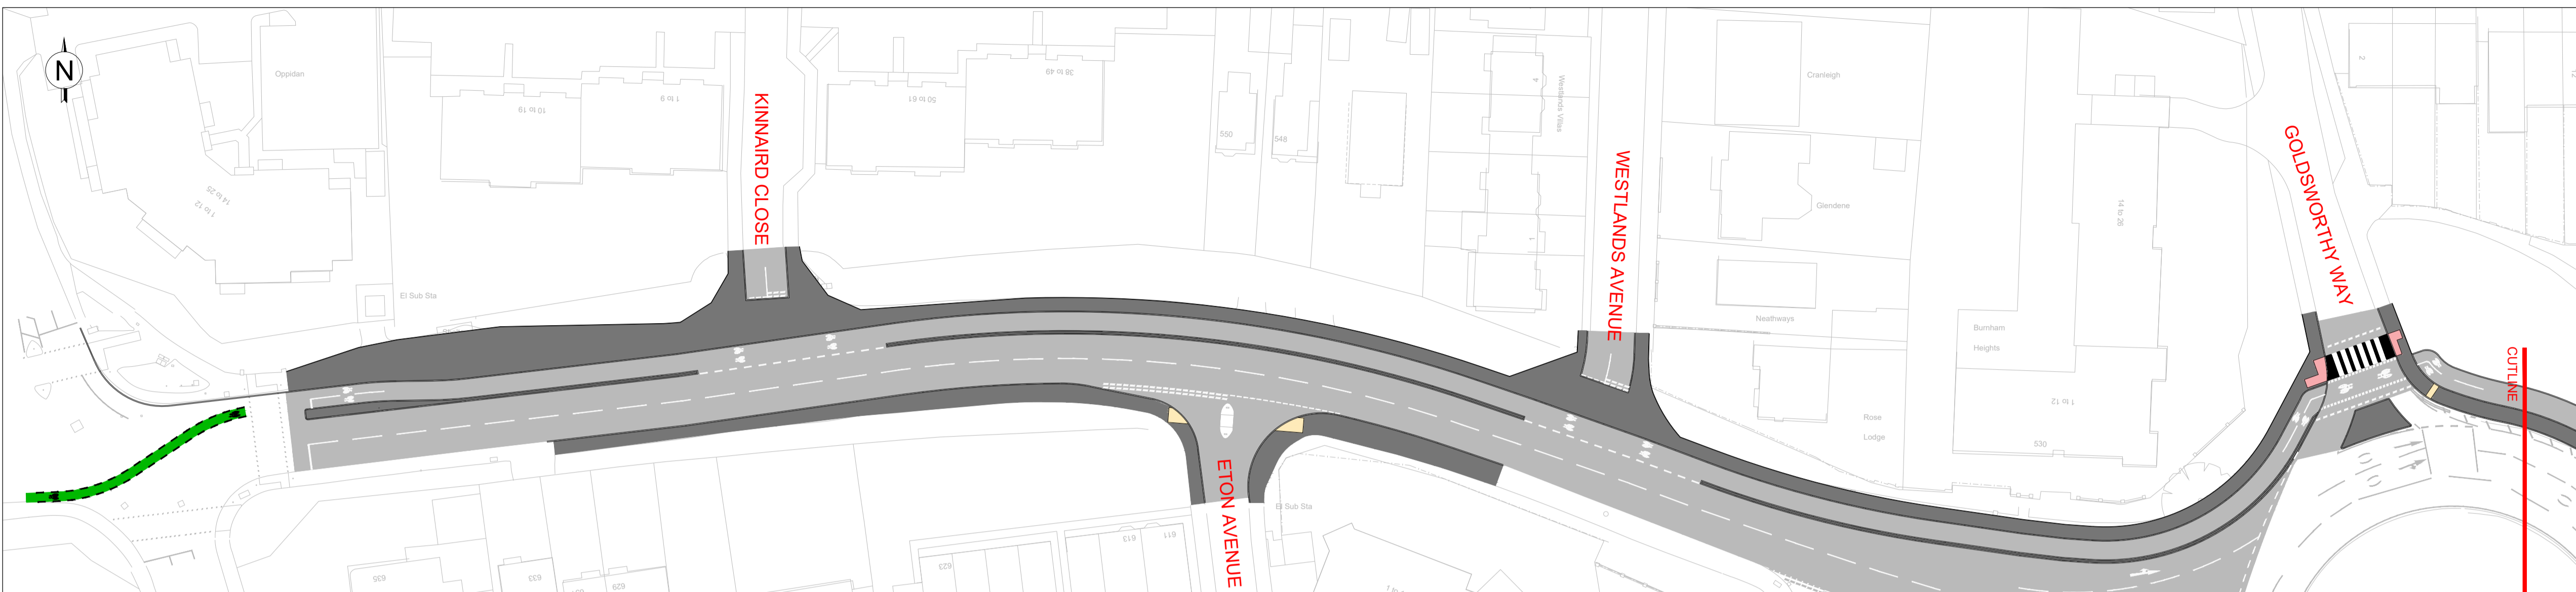 N
Oppidan
10 to 19
1 to 9
KINNAIRD CLOSE
50 to 61
38 to 49
550
548
4
Westlands Villas
1
WESTLANDS AVENUE
Cranleigh
Glendene
Neathways
14 to 26
GOLDSWORTHY WAY
2
14 to 25
1 to 12
El Sub Sta
Burnham
Heights
Rose
Lodge
1 to 12
530
CUTLINE
ETON AVENUE
El Sub Sta
635
633
629
623
613
611